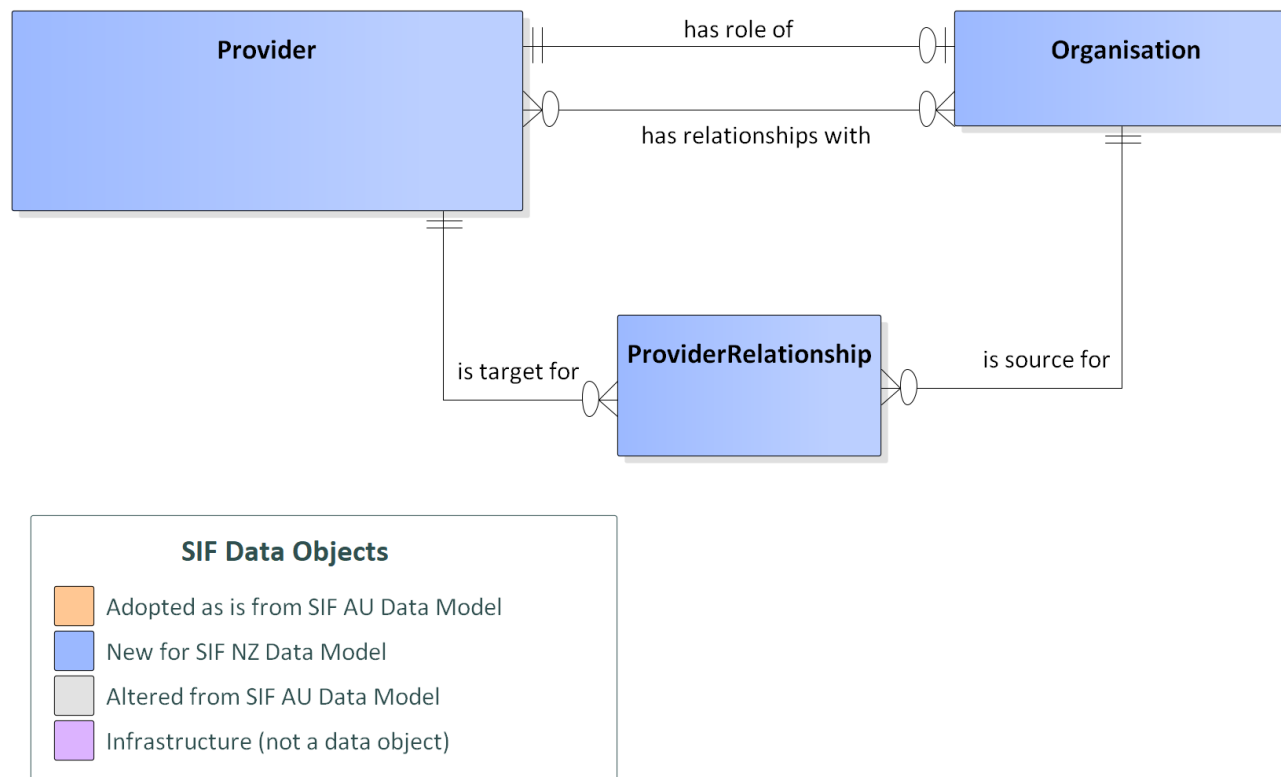 Provider
has role of
Organisation
has relationships with
is target for
ProviderRelationship
is source for
SIF Data Objects
Adopted as is from SIF AU Data Model
New for SIF NZ Data Model
Altered from SIF AU Data Model
Infrastructure (not a data object)